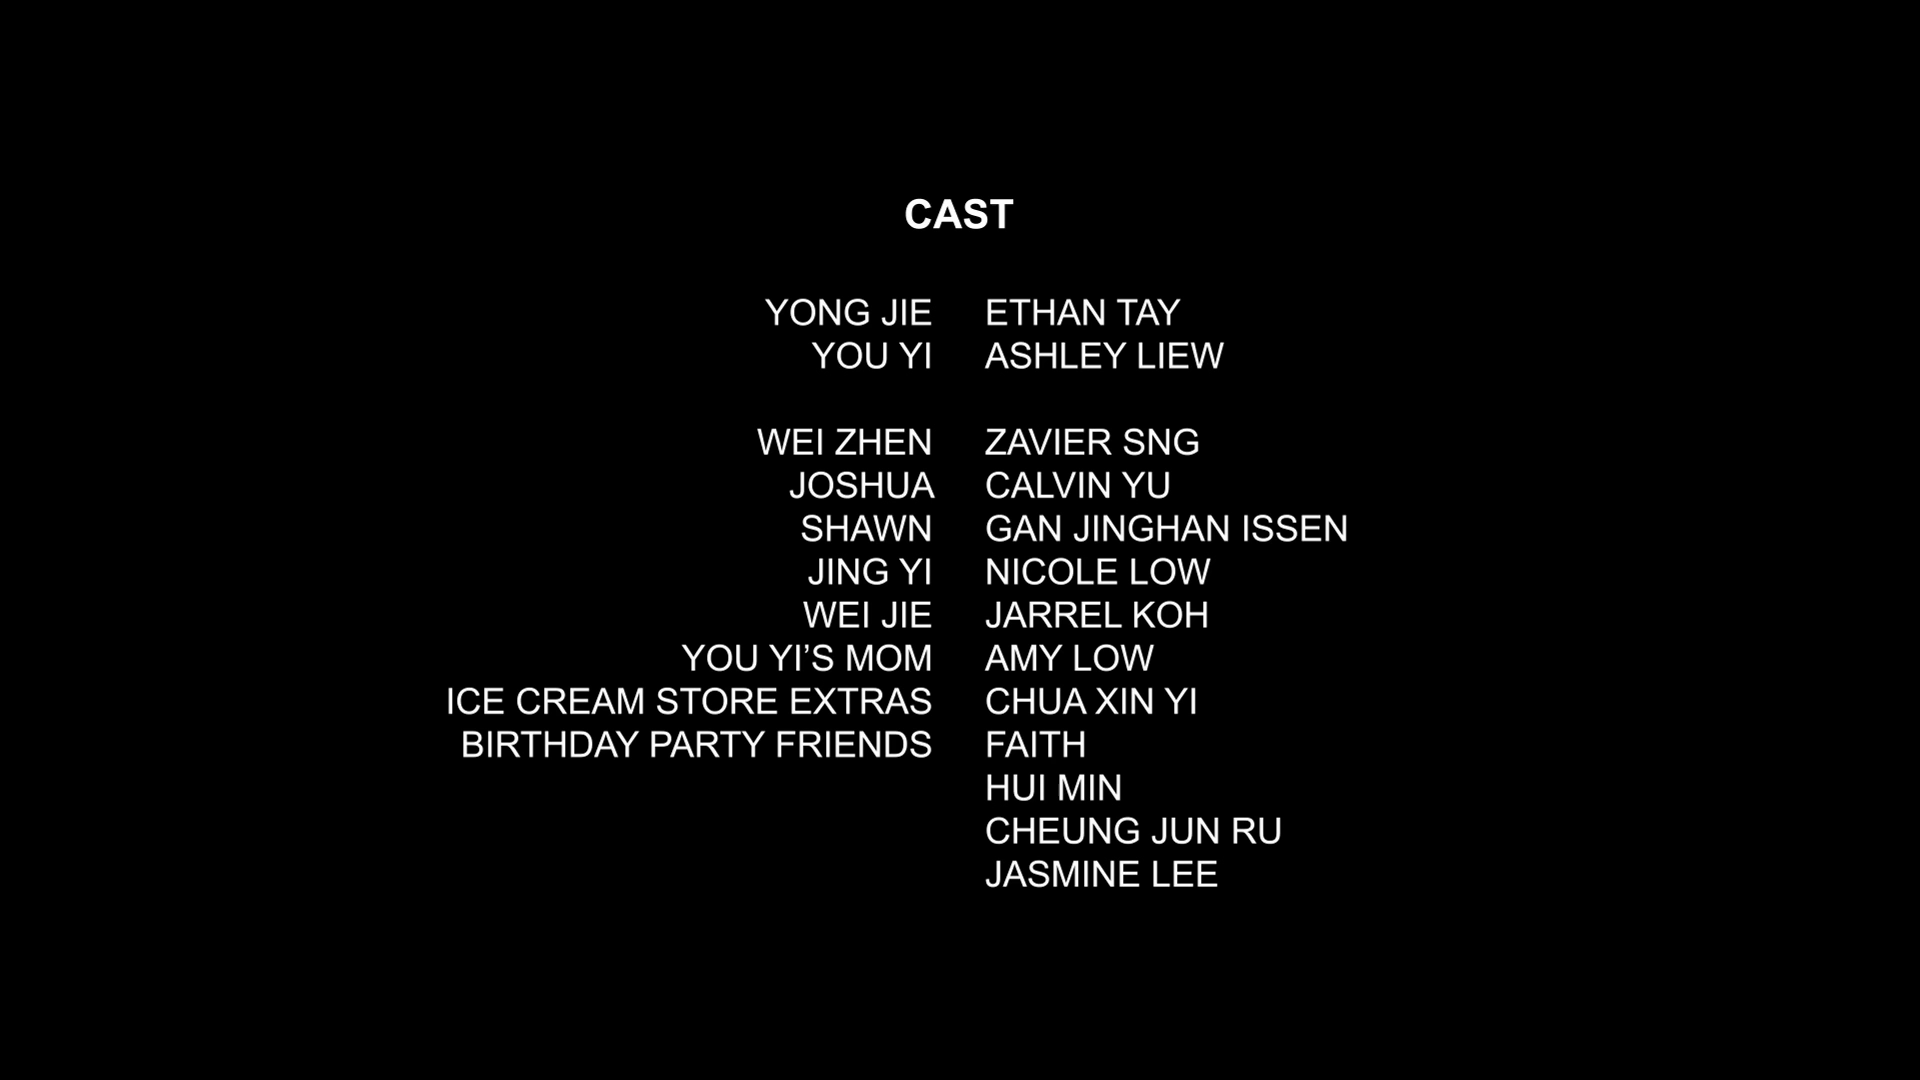 CAST
YONG JIE ETHAN TAY
YOU YI ASHLEY LIEW
WEI ZHEN ZAVIER SNG
JOSHUA CALVIN YU
SHAWN GAN JINGHAN ISSEN
JING YI NICOLE LOW
WEI JIE JARREL KOH
YOU YI’S MOM AMY LOW
ICE CREAM STORE EXTRAS CHUA XIN YI
BIRTHDAY PARTY FRIENDS FAITH
HUI MIN
CHEUNG JUN RU
JASMINE LEE